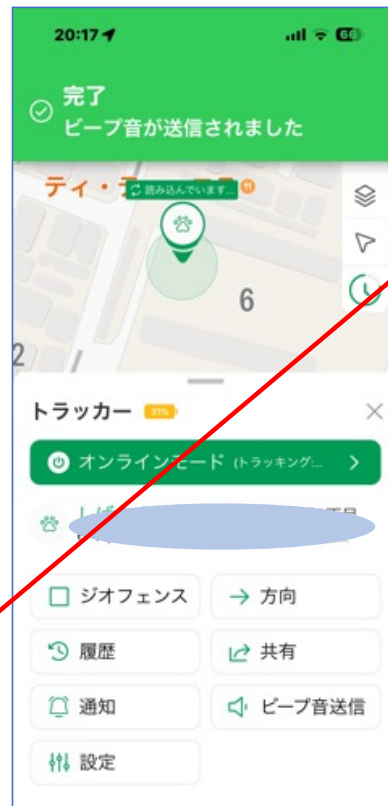 20:17
66
完了
ビープ音が送信されました
ティ・
読み込んでいます...
6
2
トラッカー 31%
オンラインモード (トラッキング:...
ジオフェンス
方向
履歴
共有
通知
ビープ音送信
設定